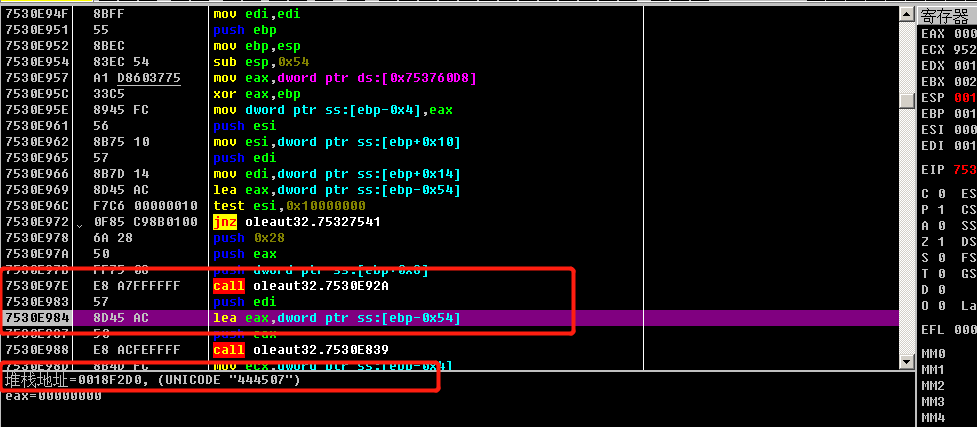 7530E94F 8BFF mov edi,edi
寄存器
7530E951 55 push ebp
EAX 000
7530E952 8BEC mov ebp,esp
ECX 952
7530E954 83EC 54 sub esp,0x54
EDX 001
7530E957 A1 D8603775 mov eax,dword ptr ds:[0x753760D8]
EBX 002
7530E95C 33C5 xor eax,ebp
ESP 001
7530E95E 8945 FC mov dword ptr ss:[ebp-0x4],eax
EBP 001
7530E961 56 push esi
ESI 000
7530E962 8B75 10 mov esi,dword ptr ss:[ebp+0x10]
EDI 001
7530E965 57 push edi
7530E966 8B7D 14 mov edi,dword ptr ss:[ebp+0x14]
EIP 753
7530E969 8D45 AC lea eax,dword ptr ss:[ebp-0x54]
7530E96C F7C6 00000010 test esi,0x10000000
C 0 ES
7530E972 0F85 C98B0100 jnz oleaut32.75327541
P 1 CS
7530E978 6A 28 push 0x28
A 0 SS
7530E97A 50 push eax
Z 1 DS
7530E97B FF75 08 push dword ptr ss:[ebp+0x8]
S 0 FS
7530E97E E8 A7FFFFFF call oleaut32.7530E92A
T 0 GS
7530E983 57 push edi
D 0
7530E984 8D45 AC lea eax,dword ptr ss:[ebp-0x54]
O 0 La
7530E987 50 push eax
EFL 000
7530E988 E8 ACFEFFFF call oleaut32.7530E839
MM0
7530E98D 8B4D FC mov ecx,dword ptr ss:[ebp-0x4]
MM1
堆栈地址=0018F2D0, (UNICODE "444507")
MM2
eax=00000000
MM3
MM4